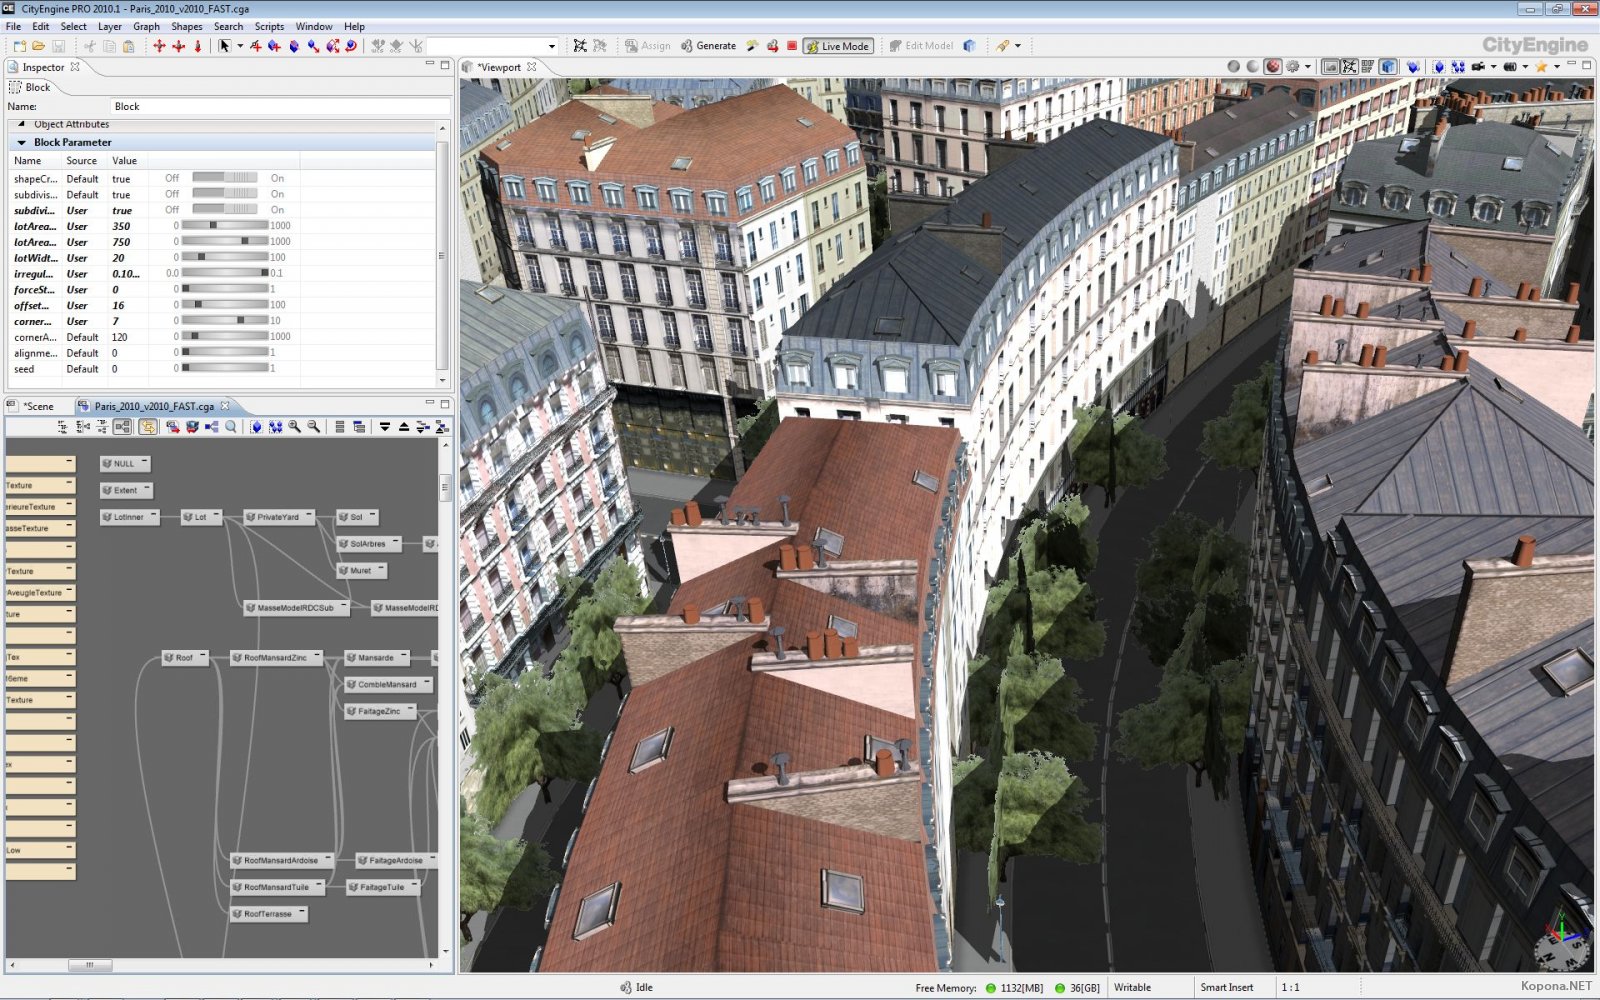 CityEngine PRO 2010.1 - Paris_2010_v2010_FAST.cga
File Edit Select Layer Graph Shapes Search Scripts Window Help
Assign Generate Live Mode Edit Model CityEngine
Inspector
Block
Name: Block
Object Attributes
Block Parameter
Name Source Value
shapeCr... Default true Off On
subdivis... Default true Off On
subdivi... User true Off On
lotArea... User 350 0 1000
lotArea... User 750 0 1000
lotWidt... User 20 0 100
irregul... User 0.10... 0.0 0.1
forceSt... User 0 0 1
offset... User 16 0 100
corner... User 7 0 10
cornerA... Default 120 0 1000
alignme... Default 0 0 1
seed Default 0 0 1
*Scene Paris_2010_v2010_FAST.cga
NULL
Texture
Extent
erieureTexture
LotInner Lot PrivateYard Sol
asseTexture
SolArbres
Texture
Muret
AveugleTexture
MasseModelRDCSub MasseModelRD
ture
Tex
Roof RoofMansardZinc Mansarde
6eme
CombleMansard
Texture
FaitageZinc
ex
Low
RoofMansardArdoise FaitageArdoise
RoofMansardTuile FaitageTuile
RoofTerrasse
*Viewport
Idle
Free Memory: 1132[MB] 36[GB] Writable Smart Insert 1 : 1
Kopona.NET